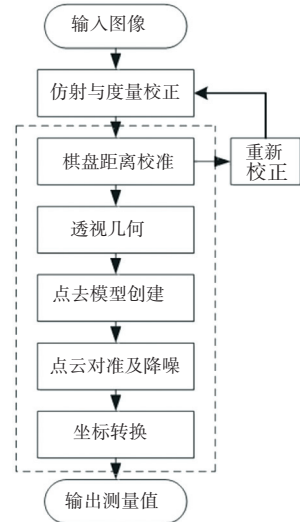 输入图像
仿射与度量校正
棋盘距离校准
重新
校正
透视几何
点去模型创建
点云对准及降噪
坐标转换
输出测量值